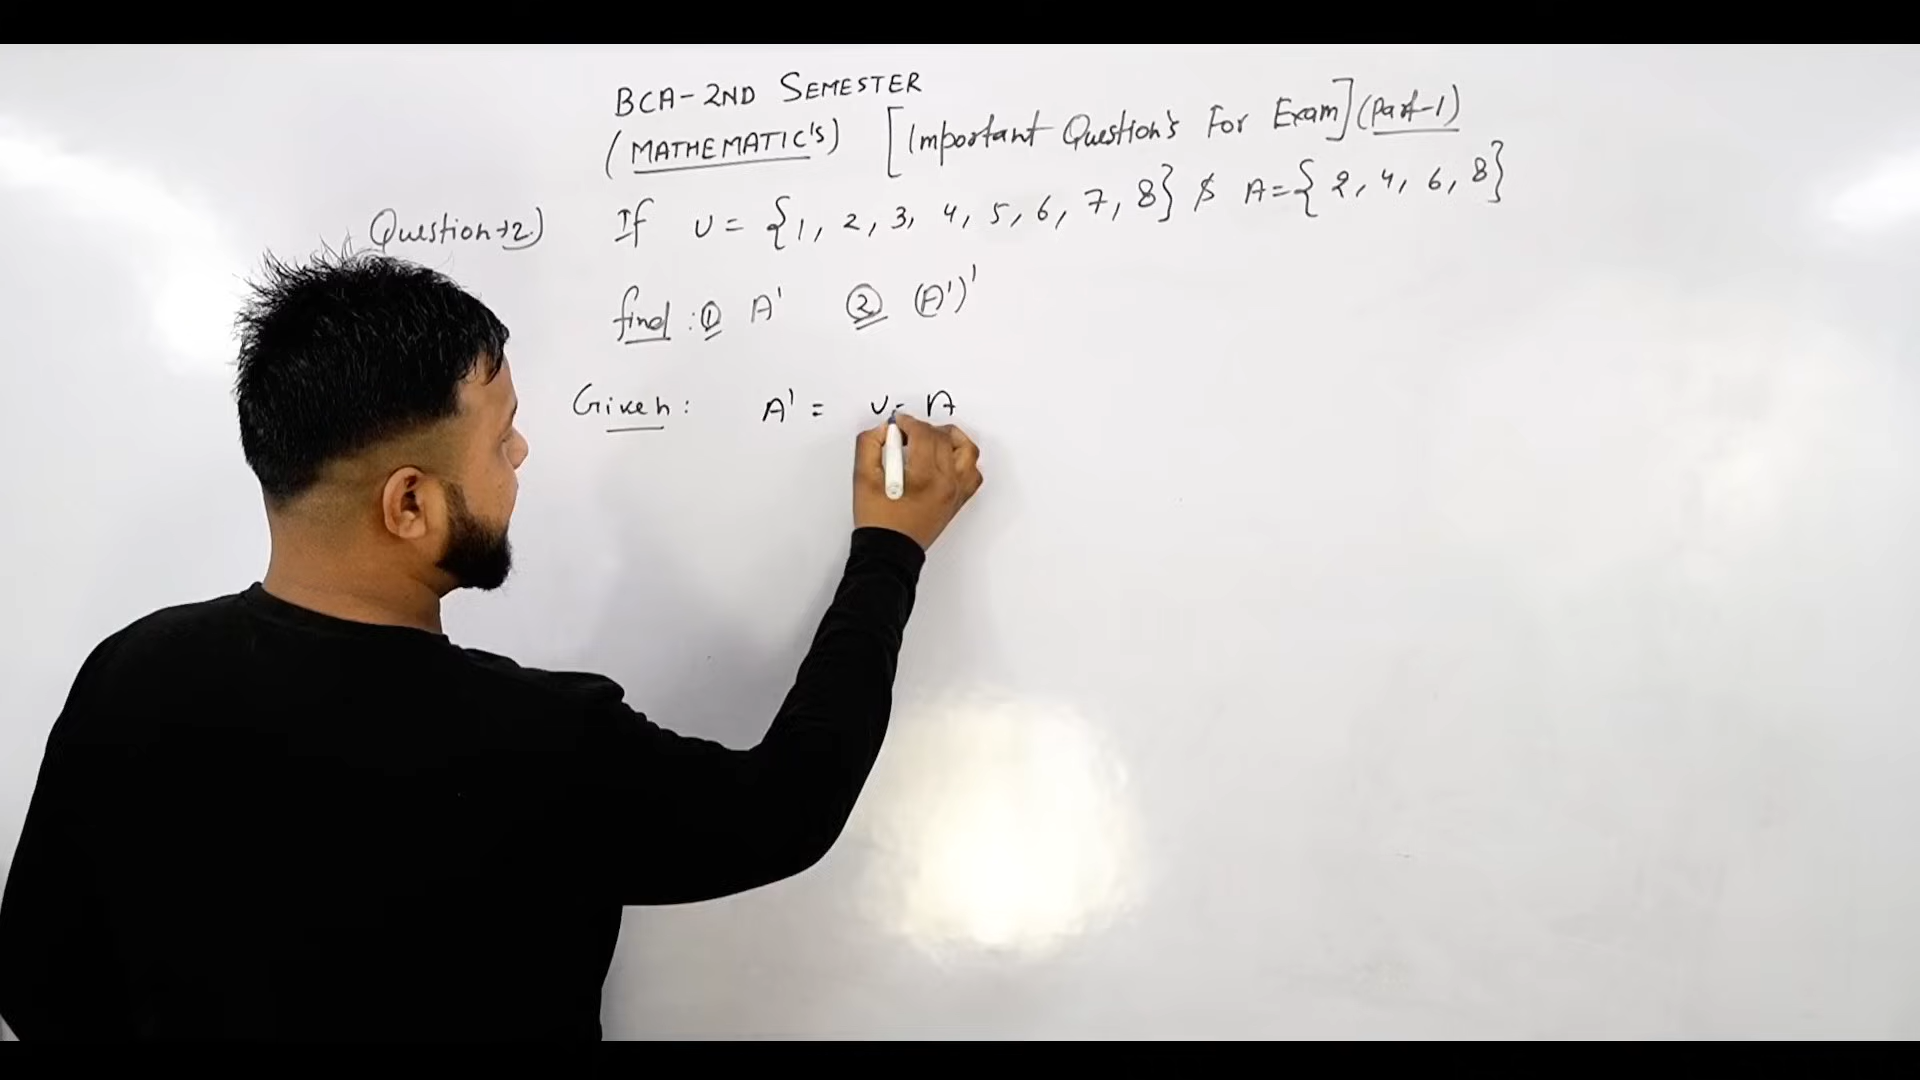 BCA-2ND SEMESTER
(MATHEMATIC'S) [Important Question's For Exam] (Part-1)
Question→2.) If U = {1, 2, 3, 4, 5, 6, 7, 8} & A={2, 4, 6, 8}
find : ① A' ② (A')'
Given : A' = U - A